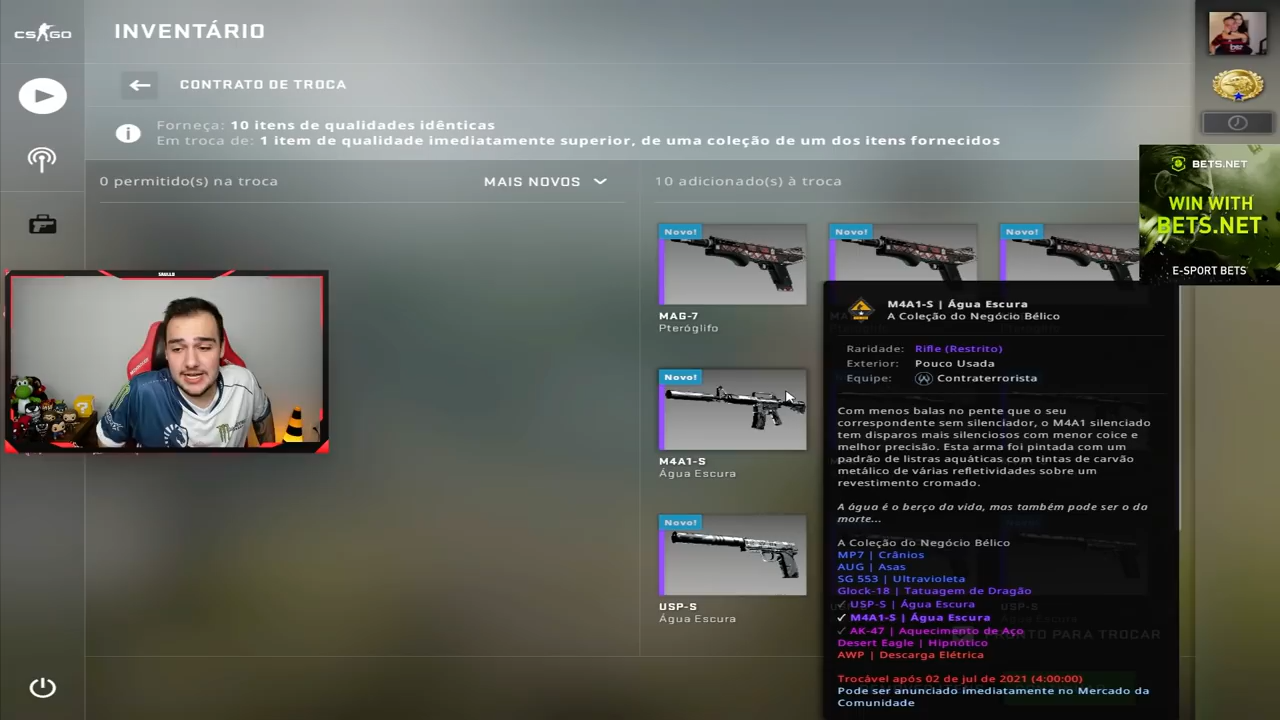 CS:GO
INVENTÁRIO
CONTRATO DE TROCA
Forneça: 10 itens de qualidades idênticas
Em troca de: 1 item de qualidade imediatamente superior, de uma coleção de um dos itens fornecidos
0 permitido(s) na troca
MAIS NOVOS
10 adicionado(s) à troca
BETS.NET
WIN WITH
BETS.NET
E-SPORT BETS
Novo!
Novo!
Novo!
MAG-7
Pteróglifo
Novo!
M4A1-S
Água Escura
Novo!
USP-S
Água Escura
M4A1-S | Água Escura
A Coleção do Negócio Bélico
Raridade: Rifle (Restrito)
Exterior: Pouco Usada
Equipe: Contraterrorista
Com menos balas no pente que o seu
correspondente sem silenciador, o M4A1 silenciado
tem disparos mais silenciosos com menor coice e
melhor precisão. Esta arma foi pintada com um
padrão de listras aquáticas com tintas de carvão
metálico de várias refletividades sobre um
revestimento cromado.
A água é o berço da vida, mas também pode ser o da
morte...
A Coleção do Negócio Bélico
MP7 | Crânios
AUG | Asas
SG 553 | Ultravioleta
Glock-18 | Tatuagem de Dragão
✓ USP-S | Água Escura
✓ M4A1-S | Água Escura
✓ AK-47 | Aquecimento de Aço
Desert Eagle | Hipnótico
AWP | Descarga Elétrica
Trocável após 02 de jul de 2021 (4:00:00)
Pode ser anunciado imediatamente no Mercado da
Comunidade
USP-S
PRONTO PARA TROCAR